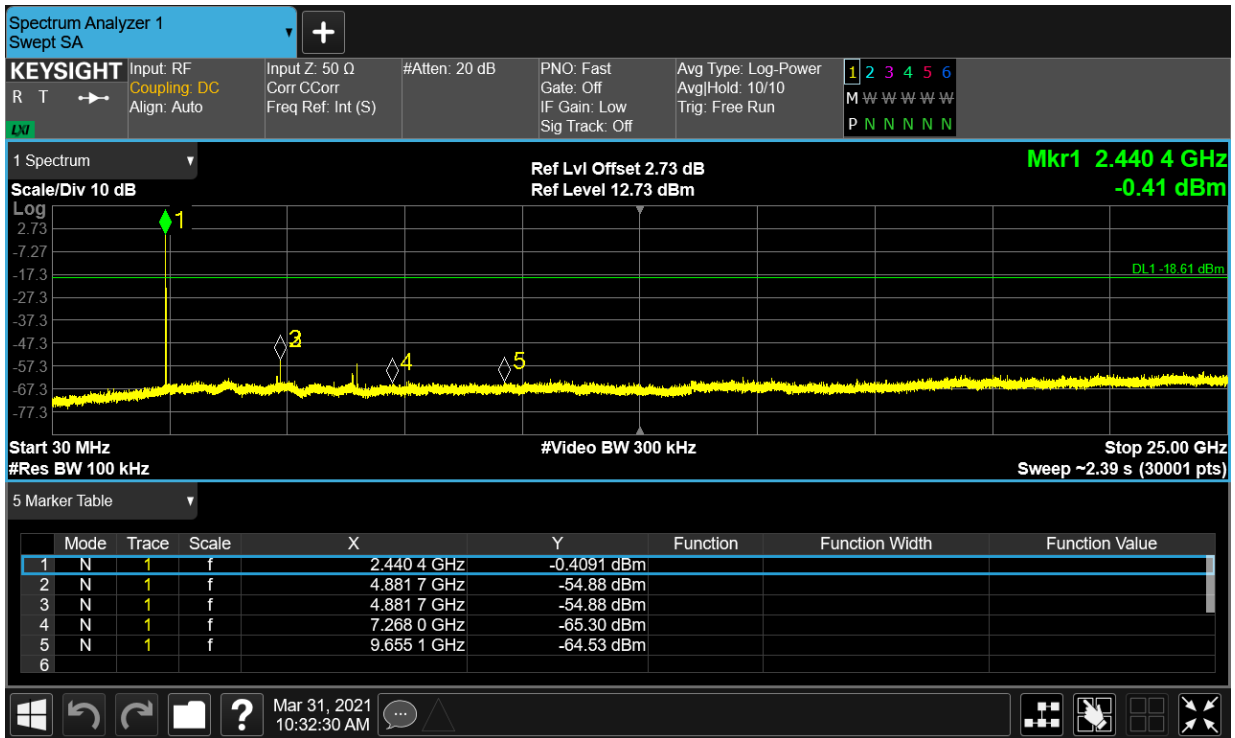 Spectrum Analyzer 1
Swept SA
KEYSIGHT
R T
LXI
Input: RF
Coupling: DC
Align: Auto
Input Z: 50 Ω
Corr CCorr
Freq Ref: Int (S)
#Atten: 20 dB
PNO: Fast
Gate: Off
IF Gain: Low
Sig Track: Off
Avg Type: Log-Power
Avg|Hold: 10/10
Trig: Free Run
1 2 3 4 5 6
M W W W W W
P N N N N N
1 Spectrum
Scale/Div 10 dB
Ref Lvl Offset 2.73 dB
Ref Level 12.73 dBm
Mkr1 2.440 4 GHz
-0.41 dBm
Log
2.73
-7.27
-17.3
-27.3
-37.3
-47.3
-57.3
-67.3
-77.3
1
3
4
5
DL1 -18.61 dBm
Start 30 MHz
#Video BW 300 kHz
Stop 25.00 GHz
#Res BW 100 kHz
Sweep ~2.39 s (30001 pts)
5 Marker Table
Mode Trace Scale X Y Function Function Width Function Value
1 N 1 f 2.440 4 GHz -0.4091 dBm
2 N 1 f 4.881 7 GHz -54.88 dBm
3 N 1 f 4.881 7 GHz -54.88 dBm
4 N 1 f 7.268 0 GHz -65.30 dBm
5 N 1 f 9.655 1 GHz -64.53 dBm
6
?
Mar 31, 2021
10:32:30 AM